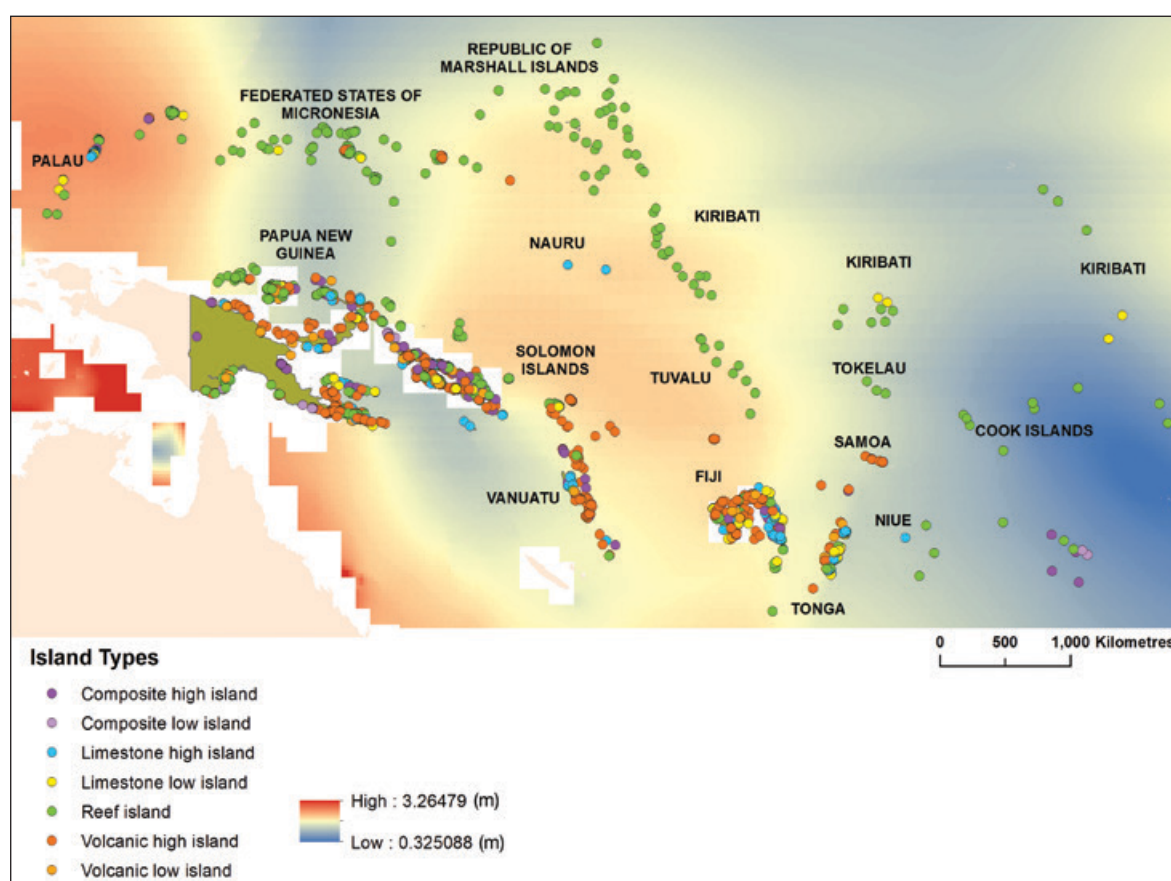 REPUBLIC OF
MARSHALL ISLANDS
FEDERATED STATES OF
MICRONESIA
PALAU
KIRIBATI
PAPUA NEW
GUINEA
NAURU
KIRIBATI
KIRIBATI
SOLOMON
ISLANDS
TUVALU
TOKELAU
COOK ISLANDS
SAMOA
FIJI
VANUATU
NIUE
TONGA
0 500 1,000 Kilometres
Island Types
Composite high island
Composite low island
Limestone high island
Limestone low island
Reef island
Volcanic high island
Volcanic low island
High : 3.26479 (m)
Low : 0.325088 (m)